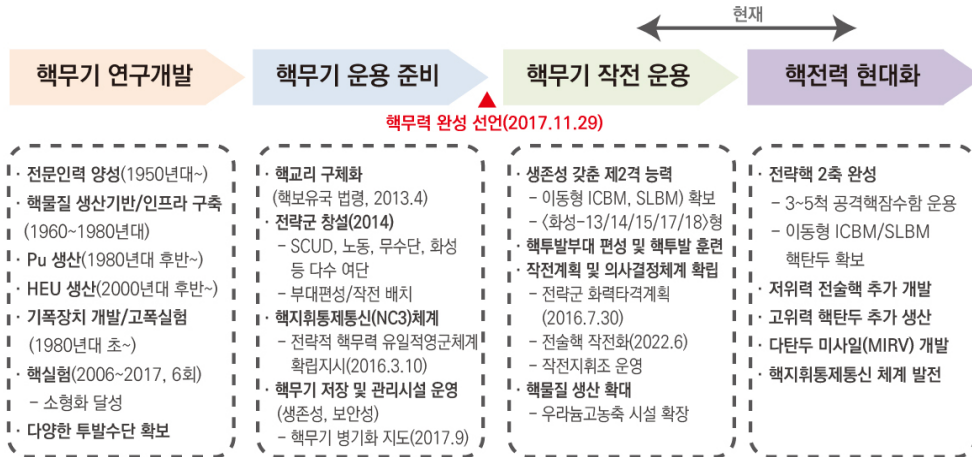 현재
핵무기 연구개발
핵무기 운용 준비
핵무기 작전 운용
핵전력 현대화
핵무력 완성 선언(2017.11.29)
· 전문인력 양성(1950년대~)
· 핵물질 생산기반/인프라 구축
(1960~1980년대)
· Pu 생산(1980년대 후반~)
· HEU 생산(2000년대 후반~)
· 기폭장치 개발/고폭실험
(1980년대 초~)
· 핵실험(2006~2017, 6회)
– 소형화 달성
· 다양한 투발수단 확보
· 핵교리 구체화
(핵보유국 법령, 2013.4)
· 전략군 창설(2014)
– SCUD, 노동, 무수단, 화성
등 다수 여단
– 부대편성/작전 배치
· 핵지휘통제통신(NC3)체계
– 전략적 핵무력 유일적영군체계
확립지시(2016.3.10)
· 핵무기 저장 및 관리시설 운영
(생존성, 보안성)
– 핵무기 병기화 지도(2017.9)
· 생존성 갖춘 제2격 능력
– 이동형 ICBM, SLBM) 확보
– 〈화성-13/14/15/17/18〉형
· 핵투발부대 편성 및 핵투발 훈련
· 작전계획 및 의사결정체계 확립
– 전략군 화력타격계획
(2016.7.30)
– 전술핵 작전화(2022.6)
– 작전지휘조 운영
· 핵물질 생산 확대
– 우라늄고농축 시설 확장
· 전략핵 2축 완성
– 3~5척 공격핵잠수함 운용
– 이동형 ICBM/SLBM
핵탄두 확보
· 저위력 전술핵 추가 개발
· 고위력 핵탄두 추가 생산
· 다탄두 미사일(MIRV) 개발
· 핵지휘통제통신 체계 발전